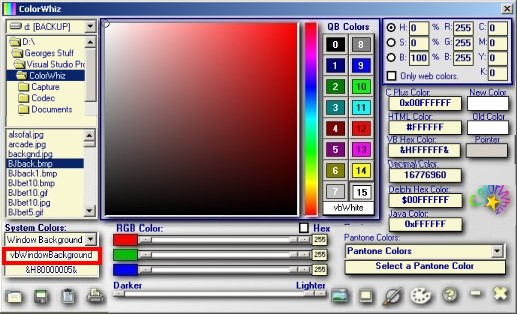 ColorWhiz
d: [BACKUP]
D:\
Georges Stuff
Visual Studio Pro
ColorWhiz
Capture
Codec
Documents
alsofal.jpg
arcade.jpg
backgnd.jpg
BJback.bmp
BJback1.bmp
BJbet10.bmp
BJbet10.gif
BJbet10.jpg
BJbet5.gif
QB Colors
0 8
1 9
2 10
3 11
4 12
5 13
6 14
7 15
vbWhite
H: 0 % R: 255 C: 0
S: 0 % G: 255 M: 0
B: 100 % B: 255 Y: 0
Only web colors. K: 0
C Plus Color: New Color:
0x00FFFFFF
HTML Color: Old Color:
#FFFFFF
VB Hex Color: Pointer
&HFFFFFF&
Decimal Color:
16776960
Delphi Hex Color:
$00FFFFFF
Java Color:
0xFFFFFF
System Colors:
Window Background
vbWindowBackground
&H80000005&
RGB Color: Hex
255
255
255
Darker Lighter
Pantone Colors:
Pantone Colors
Select a Pantone Color